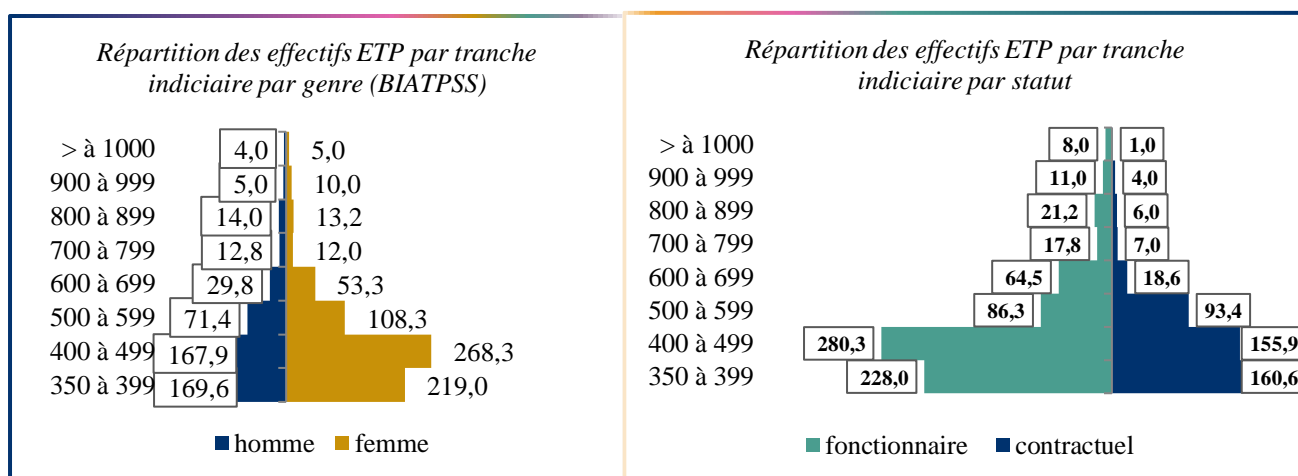 Répartition des effectifs ETP par tranche
indiciaire par genre (BIATPSS)
> à 1000 4,0 5,0
900 à 999 5,0 10,0
800 à 899 14,0 13,2
700 à 799 12,8 12,0
600 à 699 29,8 53,3
500 à 599 71,4 108,3
400 à 499 167,9 268,3
350 à 399 169,6 219,0
homme femme
Répartition des effectifs ETP par tranche
indiciaire par statut
> à 1000 8,0 1,0
900 à 999 11,0 4,0
800 à 899 21,2 6,0
700 à 799 17,8 7,0
600 à 699 64,5 18,6
500 à 599 86,3 93,4
400 à 499 280,3 155,9
350 à 399 228,0 160,6
fonctionnaire contractuel